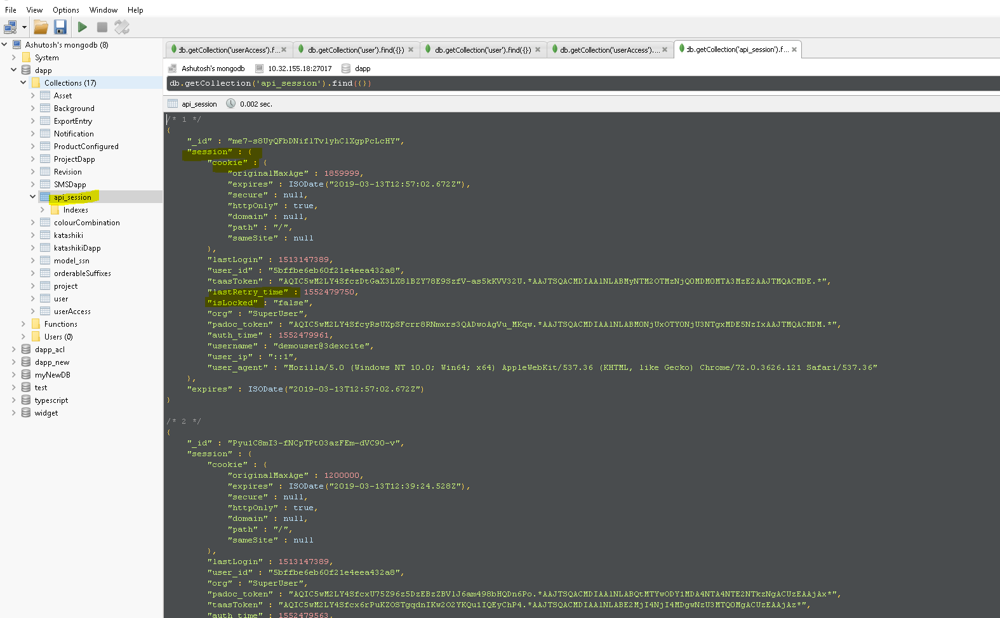 File View Options Window Help
Ashutosh's mongodb (8)
System
dapp
Collections (17)
Asset
Background
ExportEntry
Notification
ProductConfigured
ProjectDapp
Revision
SMSDapp
api_session
Indexes
colourCombination
katashiki
katashikiDapp
model_ssn
orderableSuffixes
project
user
userAccess
Functions
Users (0)
dapp_acl
dapp_new
myNewDB
test
typescript
widget
db.getCollection('userAccess').f... db.getCollection('user').find({}) db.getCollection('user').find({}) db.getCollection('userAccess').... db.getCollection('api_session').f...
Ashutosh's mongodb 10.32.155.18:27017 dapp
db.getCollection('api_session').find({})
api_session 0.002 sec.
/* 1 */
{
"_id" : "me7-s8UyQFbDNiflTvlyhClXgpPcLcHY",
"session" : {
"cookie" : {
"originalMaxAge" : 1859999,
"expires" : ISODate("2019-03-13T12:57:02.672Z"),
"secure" : null,
"httpOnly" : true,
"domain" : null,
"path" : "/",
"sameSite" : null
},
"lastLogin" : 1513147389,
"user_id" : "5bffbe6eb60f21e4eea432a8",
"taasToken" : "AQIC5wM2LY4SfczDtGaX3LX8lBZY78E9SzfV-as5kKVV32U.*AAJTSQACMDIAAlNLABMyNTM2OTMzNjQ0MDM0MTA3MzE2AAJTMQACMDE.*",
"lastRetry_time" : 1552479750,
"isLocked" : "false",
"org" : "SuperUser",
"padoc_token" : "AQIC5wM2LY4SfcyRsUXpSFcrr8RNmxrs3QADwoAgVu_MKqw.*AAJTSQACMDIAAlNLABM0NjUxOTY0NjU3NTgxMDE5NzIxAAJTMQACMDM.*",
"auth_time" : 1552479961,
"username" : "demouser@3dexcite",
"user_ip" : "::1",
"user_agent" : "Mozilla/5.0 (Windows NT 10.0; Win64; x64) AppleWebKit/537.36 (KHTML, like Gecko) Chrome/72.0.3626.121 Safari/537.36"
},
"expires" : ISODate("2019-03-13T12:57:02.672Z")
}
/* 2 */
{
"_id" : "Pyu1C8mI3-fNCpTPtO3azFEm-dVC9O-v",
"session" : {
"cookie" : {
"originalMaxAge" : 1200000,
"expires" : ISODate("2019-03-13T12:39:24.528Z"),
"secure" : null,
"httpOnly" : true,
"domain" : null,
"path" : "/",
"sameSite" : null
},
"lastLogin" : 1513147389,
"user_id" : "5bffbe6eb60f21e4eea432a8",
"org" : "SuperUser",
"padoc_token" : "AQIC5wM2LY4SfcxU75Z96z5DzEBzZBVlJ6am498bHQDn6Po.*AAJTSQACMDIAAlNLABQtMTYwODY1MDA4NTA4NTE2NTkzNgACUzEAAjAx*",
"taasToken" : "AQIC5wM2LY4Sfcx6rPuKZOSTgqdnIKw2O2YKQu1IQEyChP4.*AAJTSQACMDIAAlNLABE2MjI4NjI4MDgwNzU3MTQ0MgACUzEAAjAz*",
"auth_time" : 1552479563,